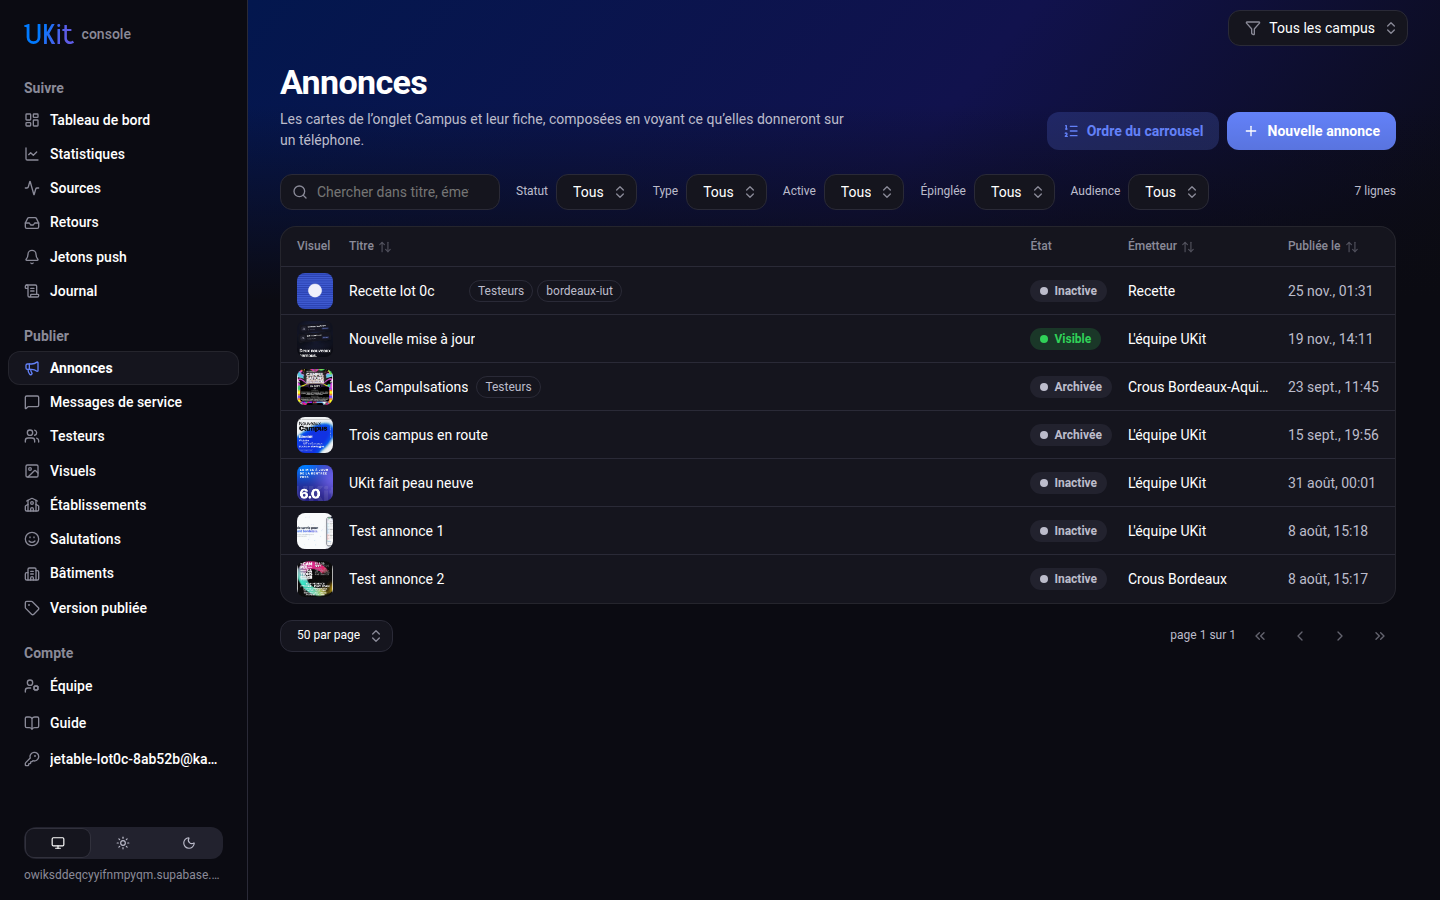 UKit console
Suivre
Tableau de bord
Statistiques
Sources
Retours
Jetons push
Journal
Publier
Annonces
Messages de service
Testeurs
Visuels
Établissements
Salutations
Bâtiments
Version publiée
Compte
Équipe
Guide
jetable-lot0c-8ab52b@ka...
owiksddeqcyyifnmpyqm.supabase....
Tous les campus
Annonces
Les cartes de l’onglet Campus et leur fiche, composées en voyant ce qu’elles donneront sur
un téléphone.
Ordre du carrousel
Nouvelle annonce
Chercher dans titre, éme
Statut Tous
Type Tous
Active Tous
Épinglée Tous
Audience Tous
7 lignes
Visuel Titre État Émetteur Publiée le
Recette lot 0c Testeurs bordeaux-iut Inactive Recette 25 nov., 01:31
Nouvelle mise à jour Visible L'équipe UKit 19 nov., 14:11
Les Campulsations Testeurs Archivée Crous Bordeaux-Aqui... 23 sept., 11:45
Trois campus en route Archivée L'équipe UKit 15 sept., 19:56
6.0 UKit fait peau neuve Inactive L'équipe UKit 31 août, 00:01
Test annonce 1 Inactive L'équipe UKit 8 août, 15:18
Test annonce 2 Inactive Crous Bordeaux 8 août, 15:17
50 par page
page 1 sur 1